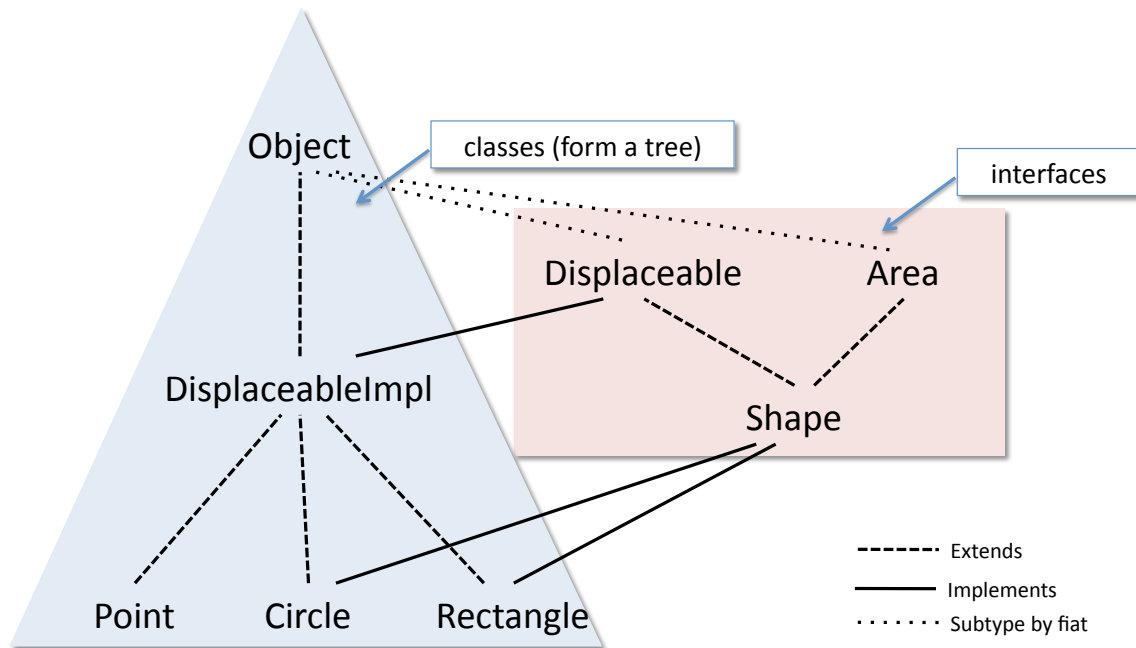 Object
classes (form a tree)
interfaces
Displaceable
Area
DisplaceableImpl
Shape
Extends
Implements
Subtype by fiat
Point
Circle
Rectangle